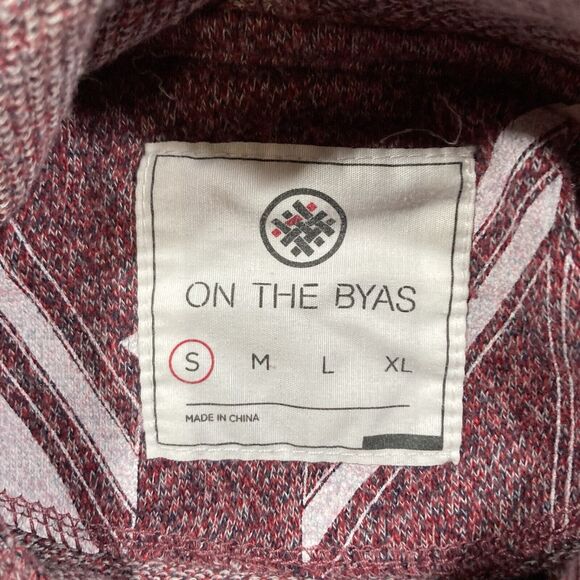 ON THE BYAS
S M L XL
MADE IN CHINA